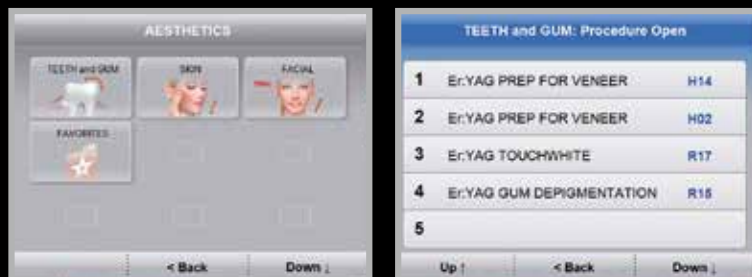 AESTHETICS
TEETH and GUM
SKIN
FACIAL
FAVORITES
< Back
Down ↓
TEETH and GUM: Procedure Open
1 Er:YAG PREP FOR VENEER H14
2 Er:YAG PREP FOR VENEER H02
3 Er:YAG TOUCHWHITE R17
4 Er:YAG GUM DEPIGMENTATION R15
5
Up ↑
< Back
Down ↓